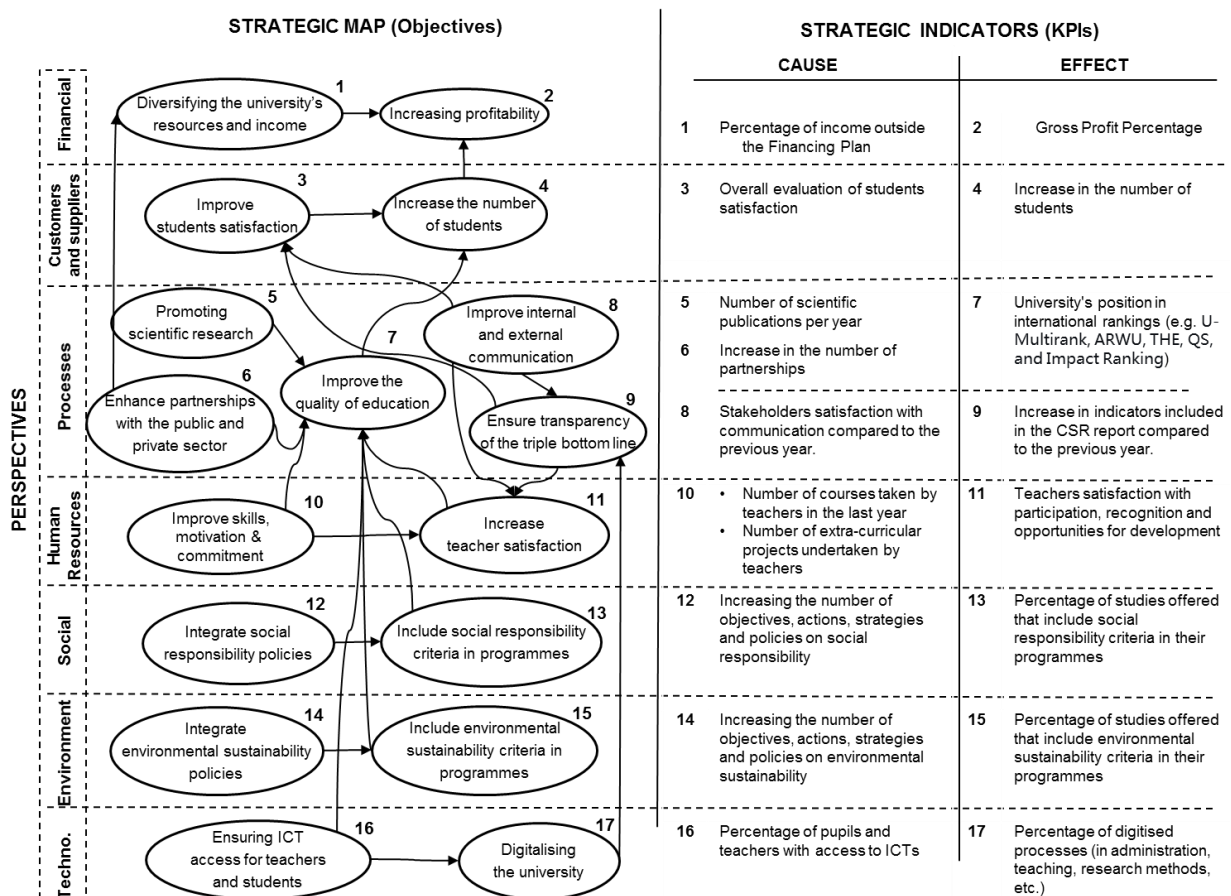 STRATEGIC MAP (Objectives)
STRATEGIC INDICATORS (KPIs)
CAUSE
EFFECT
PERSPECTIVES
Financial
1
Diversifying the university's
resources and income
2
Increasing profitability
1
Percentage of income outside
the Financing Plan
2
Gross Profit Percentage
Customers
and suppliers
3
Improve
students satisfaction
4
Increase the number
of students
3
Overall evaluation of students
satisfaction
4
Increase in the number of
students
Processes
5
Promoting
scientific research
6
Enhance partnerships
with the public and
private sector
7
Improve the
quality of education
8
Improve internal
and external
communication
9
Ensure transparency
of the triple bottom line
5
Number of scientific
publications per year
6
Increase in the number of
partnerships
7
University's position in
international rankings (e.g. U-
Multirank, ARWU, THE, QS,
and Impact Ranking)
8
Stakeholders satisfaction with
communication compared to the
previous year.
9
Increase in indicators included
in the CSR report compared
to the previous year.
Human
Resources
10
Improve skills,
motivation &
commitment
11
Increase
teacher satisfaction
10
• Number of courses taken by
teachers in the last year
• Number of extra-curricular
projects undertaken by
teachers
11
Teachers satisfaction with
participation, recognition and
opportunities for development
Social
12
Integrate social
responsibility policies
13
Include social responsibility
criteria in programmes
12
Increasing the number of
objectives, actions, strategies
and policies on social
responsibility
13
Percentage of studies offered
that include social
responsibility criteria in their
programmes
Environment
14
Integrate
environmental sustainability
policies
15
Include environmental
sustainability criteria in
programmes
14
Increasing the number of
objectives, actions, strategies
and policies on environmental
sustainability
15
Percentage of studies offered
that include environmental
sustainability criteria in their
programmes
Techno.
16
Ensuring ICT
access for teachers
and students
17
Digitalising
the university
16
Percentage of pupils and
teachers with access to ICTs
17
Percentage of digitised
processes (in administration,
teaching, research methods,
etc.)